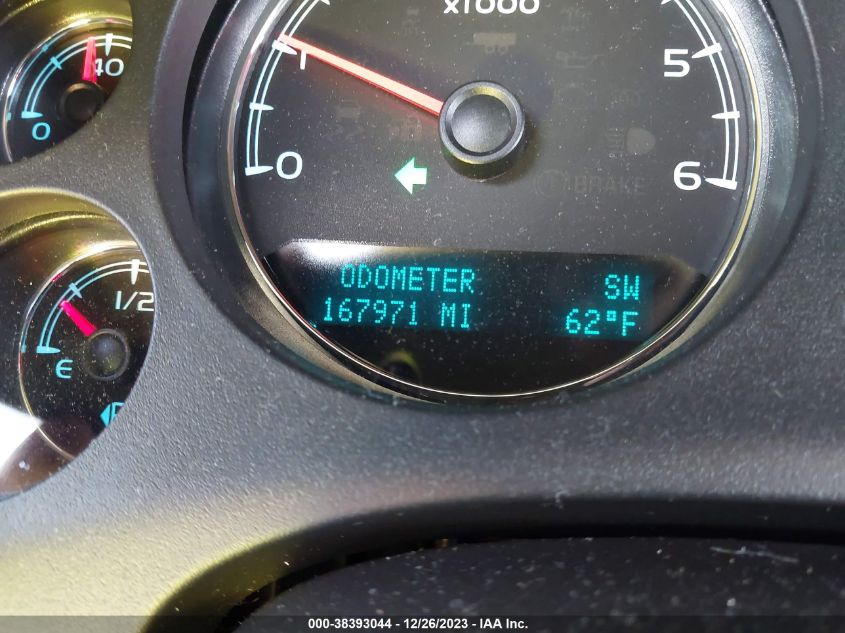 x1000
40
0
1
5
0
6
BRAKE
1/2
E
ODOMETER SW
167971 MI 62°F
000-38393044 - 12/26/2023 - IAA Inc.